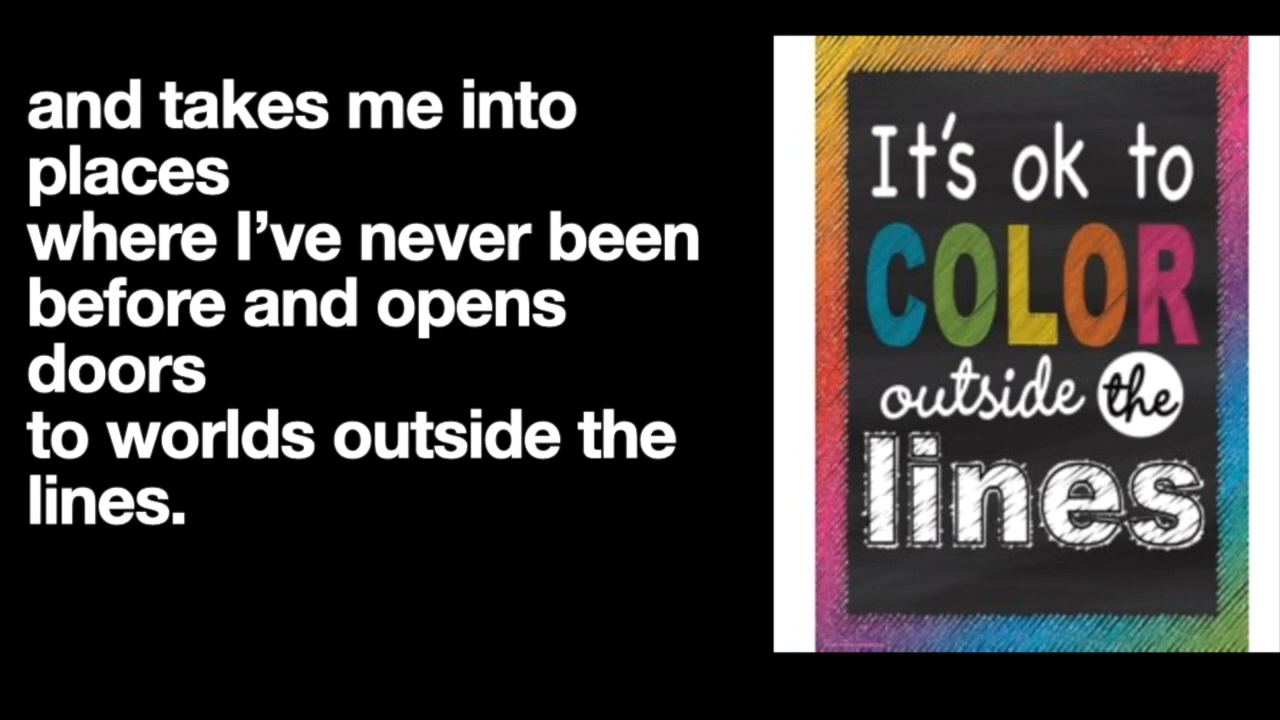 and takes me into
places
where I’ve never been
before and opens
doors
to worlds outside the
lines.
It's ok to
COLOR
outside the
lines